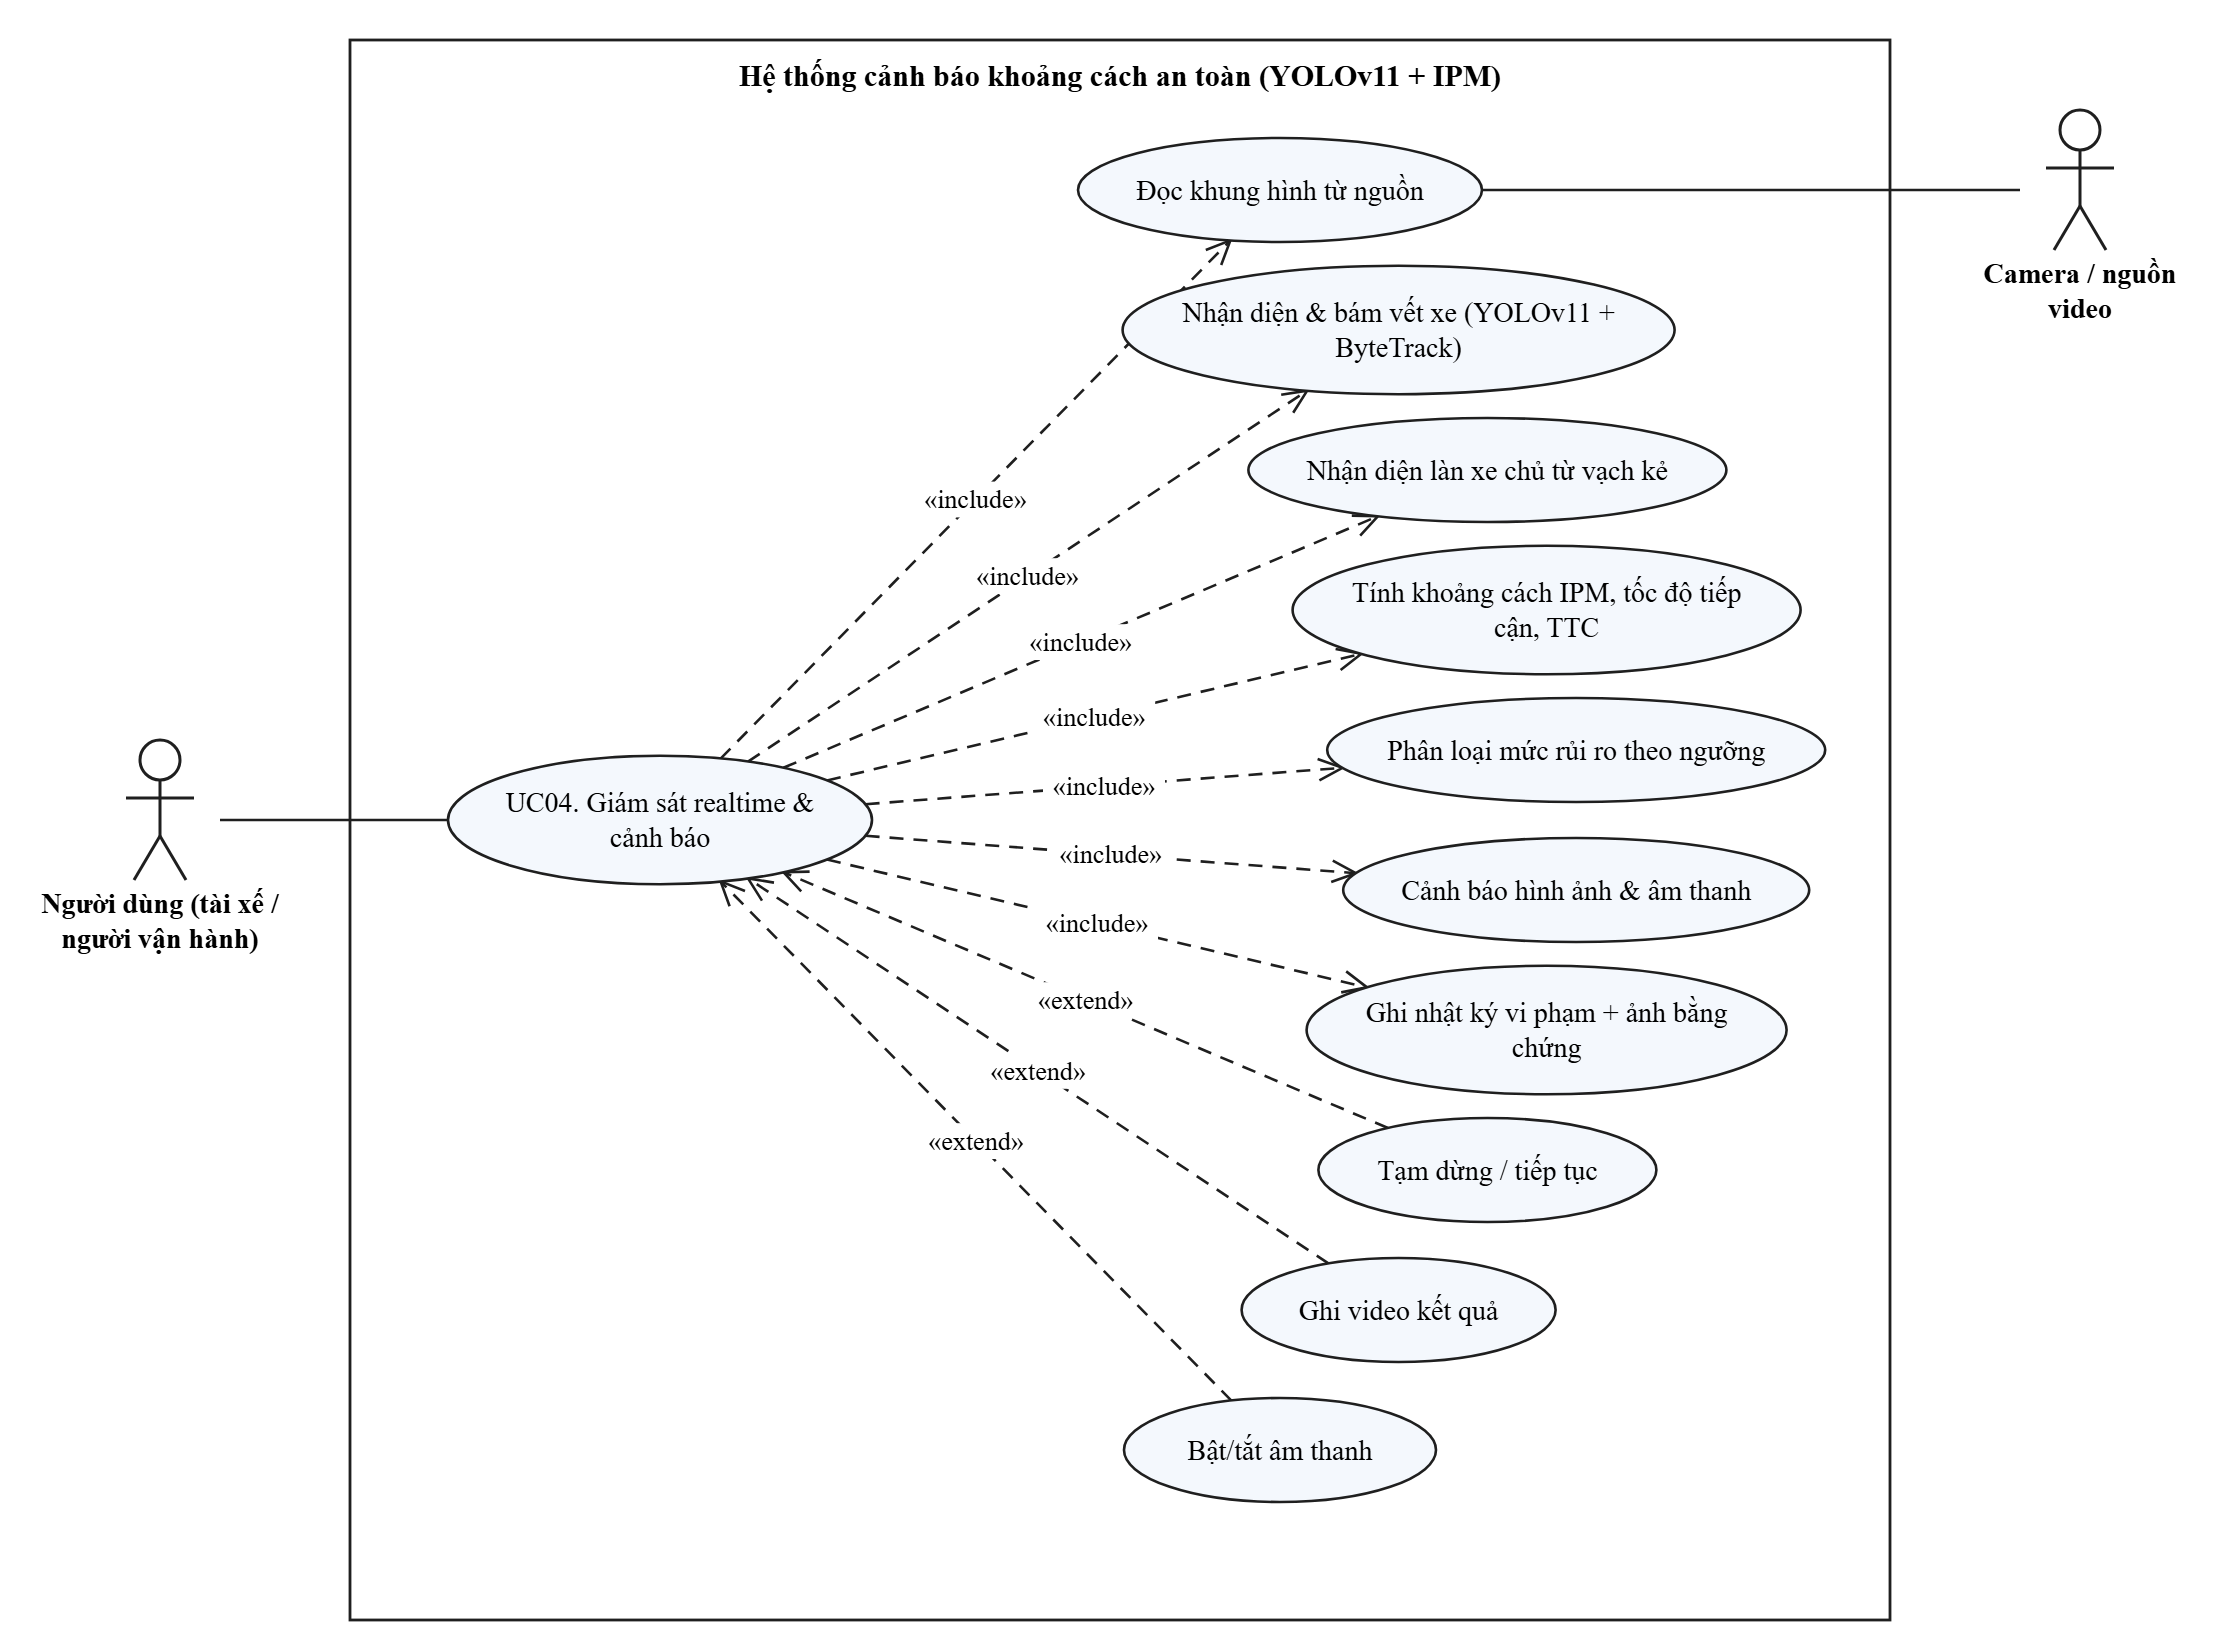 Hệ thống cảnh báo khoảng cách an toàn (YOLOv11 + IPM)
Đọc khung hình từ nguồn
Camera / nguồn
video
Nhận diện & bám vết xe (YOLOv11 +
ByteTrack)
Nhận diện làn xe chủ từ vạch kẻ
«include»
«include»
Tính khoảng cách IPM, tốc độ tiếp
cận, TTC
«include»
«include»
Phân loại mức rủi ro theo ngưỡng
«include»
UC04. Giám sát realtime &
cảnh báo
«include»
Cảnh báo hình ảnh & âm thanh
Người dùng (tài xế /
người vận hành)
«include»
«extend»
Ghi nhật ký vi phạm + ảnh bằng
chứng
«extend»
«extend»
Tạm dừng / tiếp tục
Ghi video kết quả
Bật/tắt âm thanh